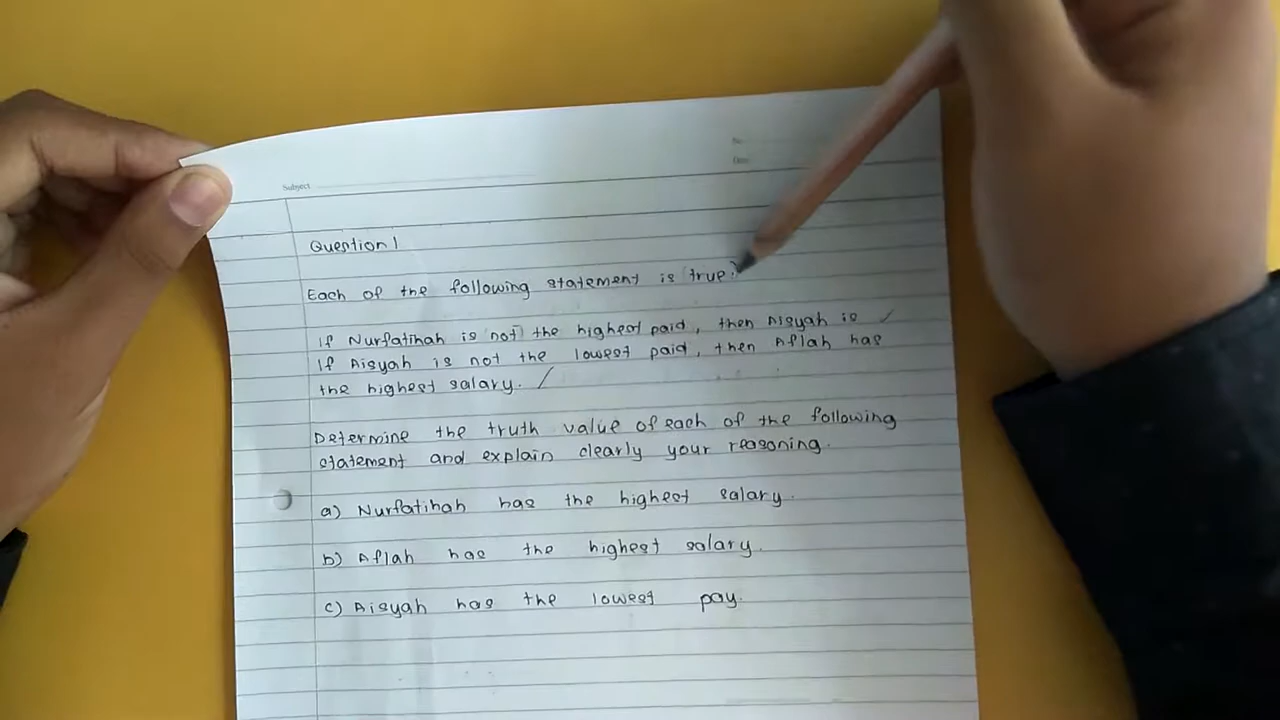 No.
Date
Subject
Question 1
Each of the following statement is true:
If Nurfatihah is not the highest paid, then Aisyah is
If Aisyah is not the lowest paid, then Aflah has
the highest salary.
Determine the truth value of each of the following
statement and explain clearly your reasoning.
a) Nurfatihah has the highest salary.
b) Aflah has the highest salary.
c) Aisyah has the lowest pay.